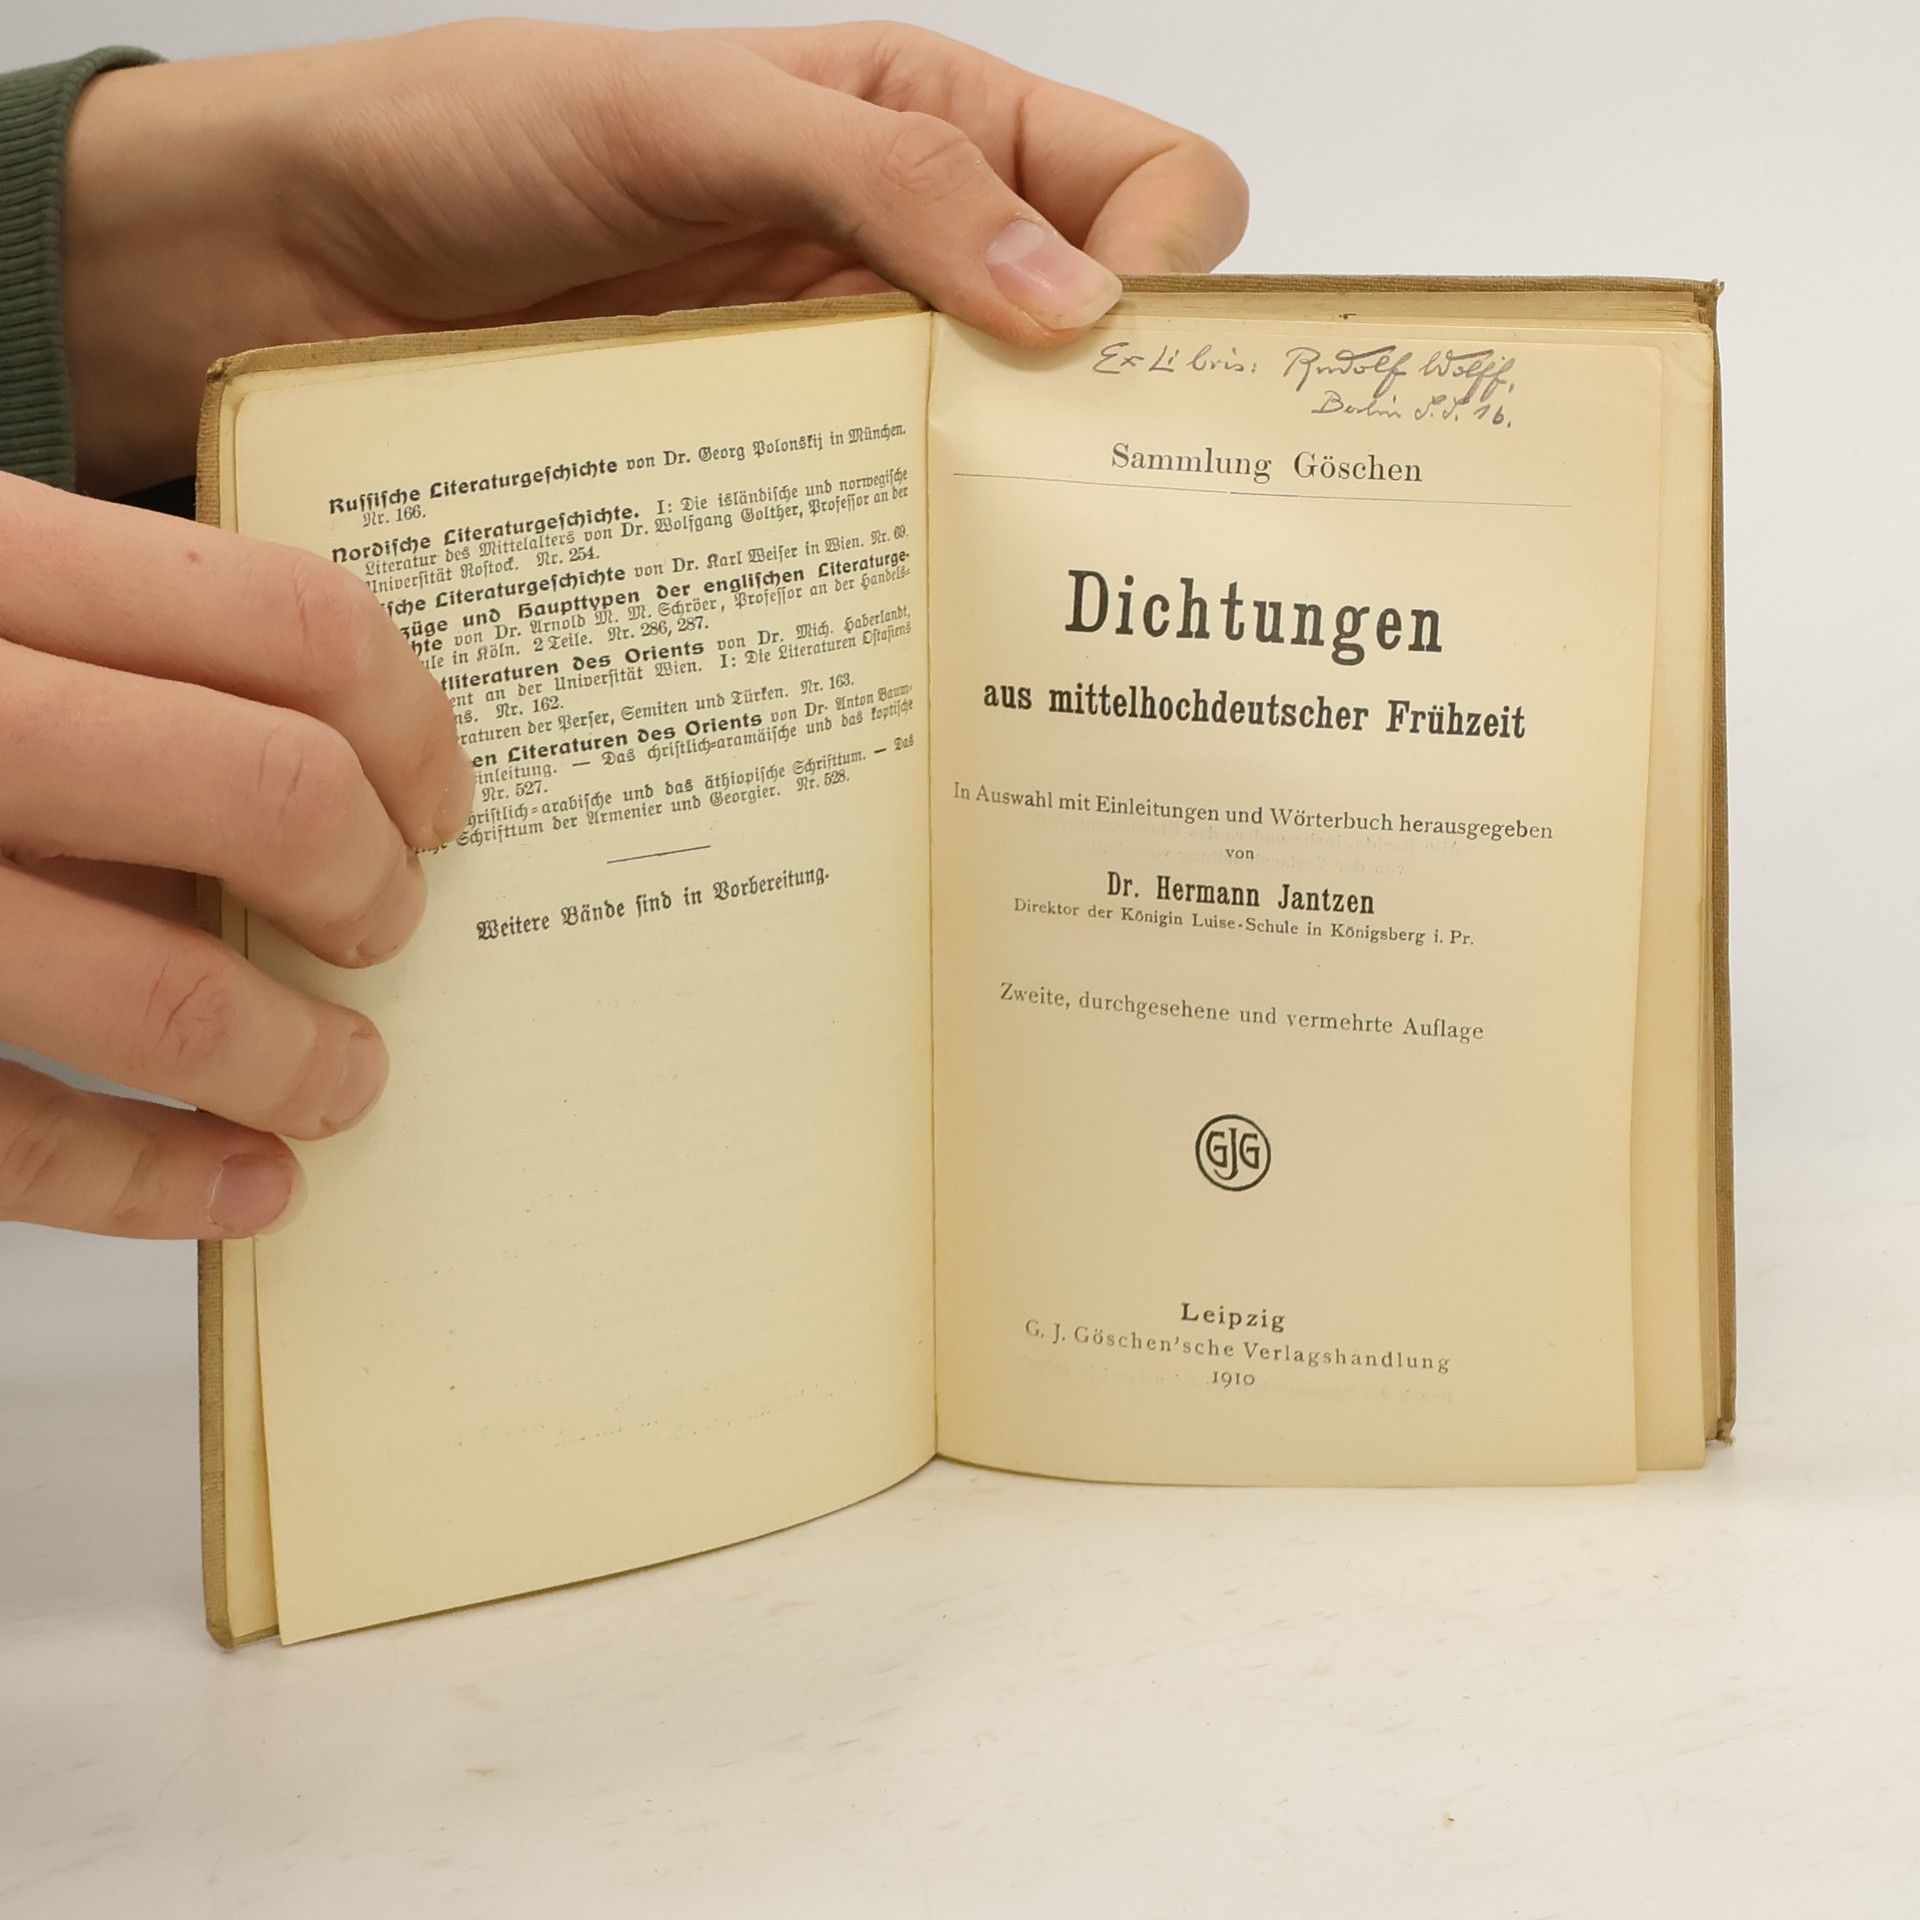 Russische Literaturgeschichte von Dr. Georg Polonskij in München.
Nr. 166.
Nordische Literaturgeschichte. I: Die isländische und norwegische
Literatur des Mittelalters von Dr. Wolfgang Golther, Professor an der
Universität Rostock. Nr. 254.
Literaturgeschichte von Dr. Karl Weiser in Wien. Nr. 69.
und Haupttypen der englischen Literaturge-
von Dr. Arnold M. M. Schröer, Professor an der Handels-
in Köln. 2 Teile. Nr. 286, 287.
des Orients von Dr. Mich. Haberlandt,
an der Universität Wien. I: Die Literaturen Ostasiens
Nr. 162.
der Perser, Semiten und Türken. Nr. 163.
Literaturen des Orients von Dr. Anton Baum-
— Das christlich-aramäische und das koptische
Nr. 527.
und das äthiopische Schrifttum. — Das
Schrifttum der Armenier und Georgier. Nr. 528.
Weitere Bände sind in Vorbereitung.
Ex Libris: Rudolf Wolff,
Berlin S.S. 16.
Sammlung Göschen
Dichtungen
aus mittelhochdeutscher Frühzeit
In Auswahl mit Einleitungen und Wörterbuch herausgegeben
von
Dr. Hermann Jantzen
Direktor der Königin Luise-Schule in Königsberg i. Pr.
Zweite, durchgesehene und vermehrte Auflage
GJG
Leipzig
G. J. Göschen'sche Verlagshandlung
1910